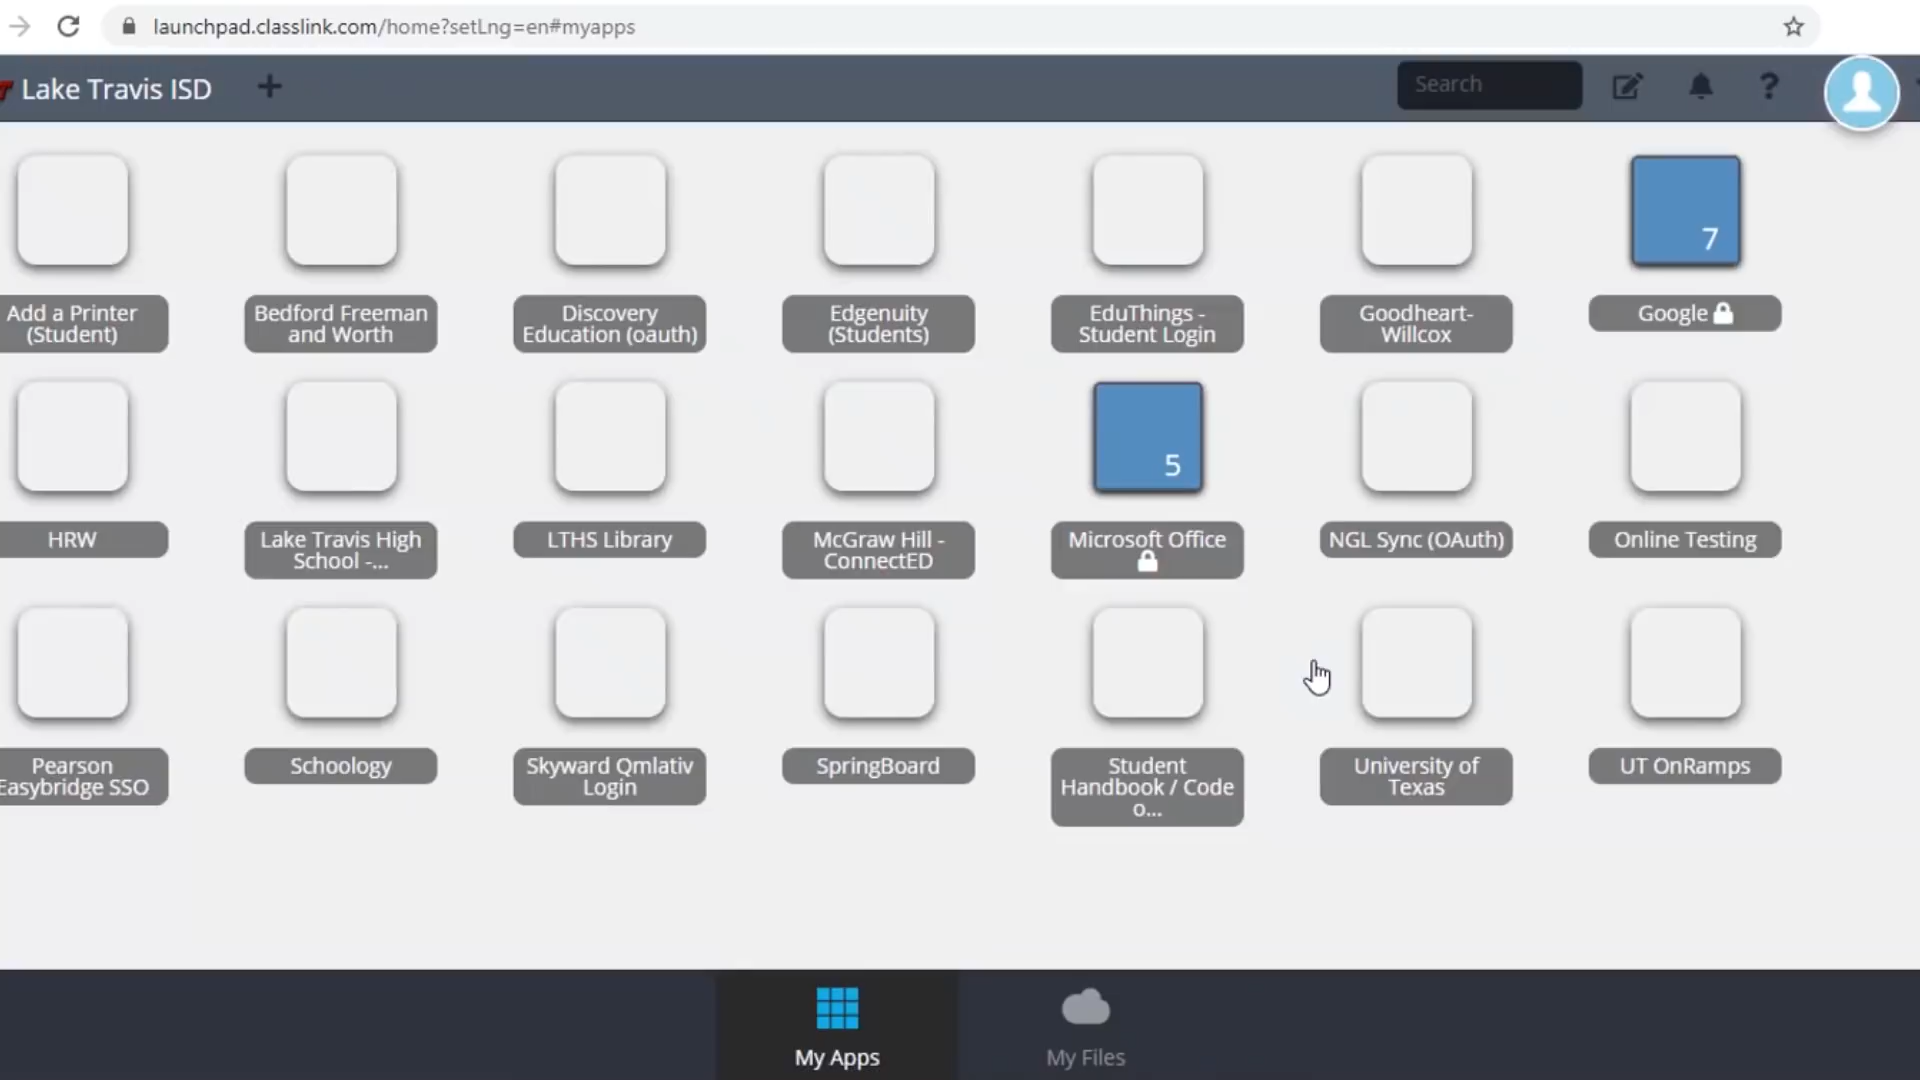 launchpad.classlink.com/home?setLng=en#myapps
Lake Travis ISD
Search
?
7
Add a Printer
(Student)
Bedford Freeman
and Worth
Discovery
Education (oauth)
Edgenuity
(Students)
EduThings -
Student Login
Goodheart-
Willcox
Google
5
HRW
Lake Travis High
School -...
LTHS Library
McGraw Hill -
ConnectED
Microsoft Office
NGL Sync (OAuth)
Online Testing
Pearson
Easybridge SSO
Schoology
Skyward Qmlativ
Login
SpringBoard
Student
Handbook / Code
o...
University of
Texas
UT OnRamps
My Apps
My Files